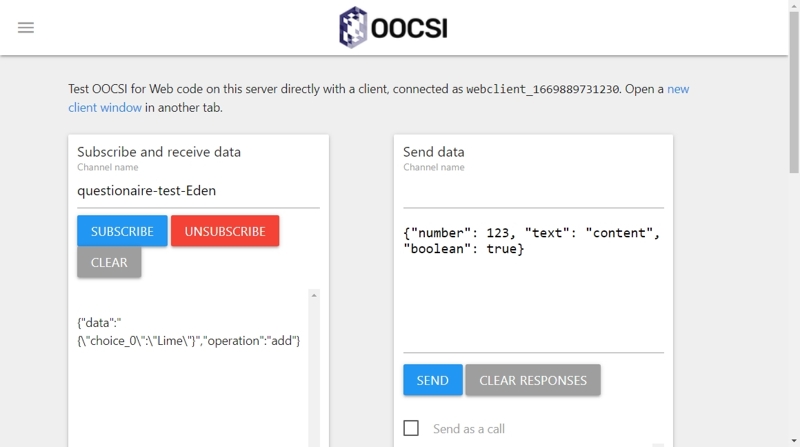 OOCSI
Test OOCSI for Web code on this server directly with a client, connected as webclient_1669889731230. Open a new
client window in another tab.
Subscribe and receive data
Channel name
questionaire-test-Eden
SUBSCRIBE
UNSUBSCRIBE
CLEAR
{"data":"
{\"choice_0\":\"Lime\"}","operation":"add"}
Send data
Channel name
{"number": 123, "text": "content",
"boolean": true}
SEND
CLEAR RESPONSES
Send as a call